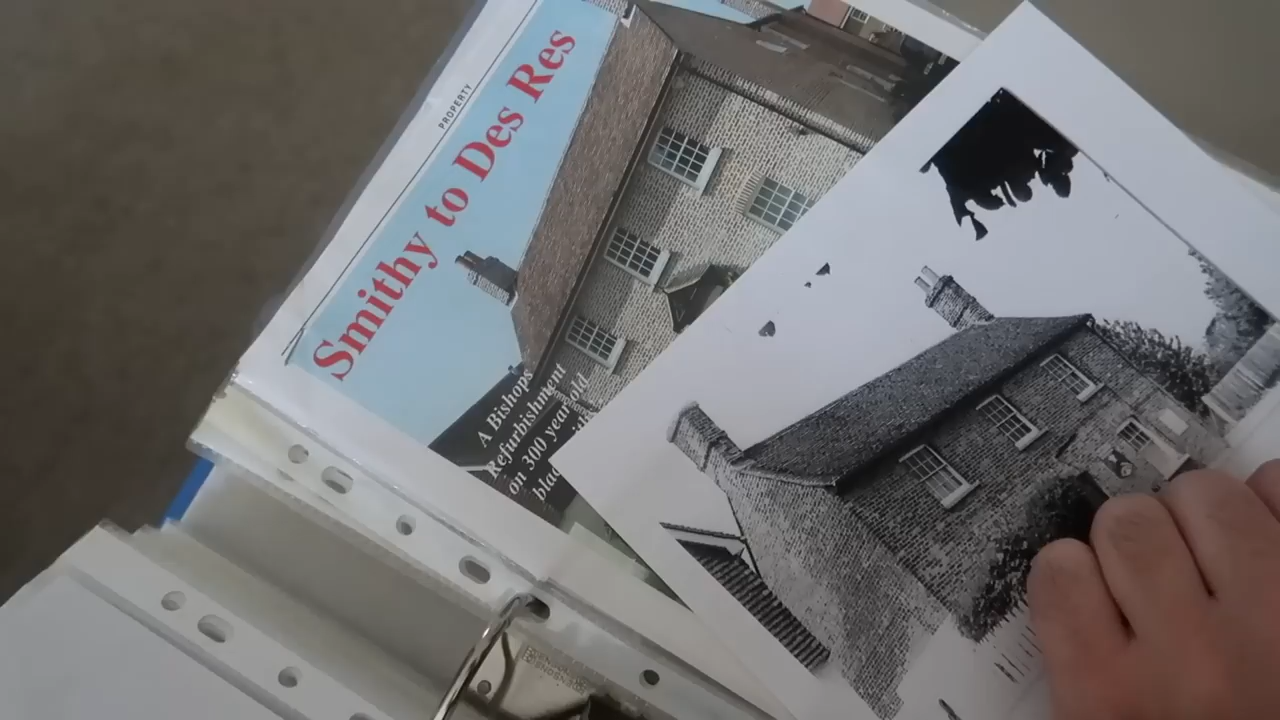 PROPERTY
Smithy to Des Res
A Bishops
Refurbishment
on 300 year old